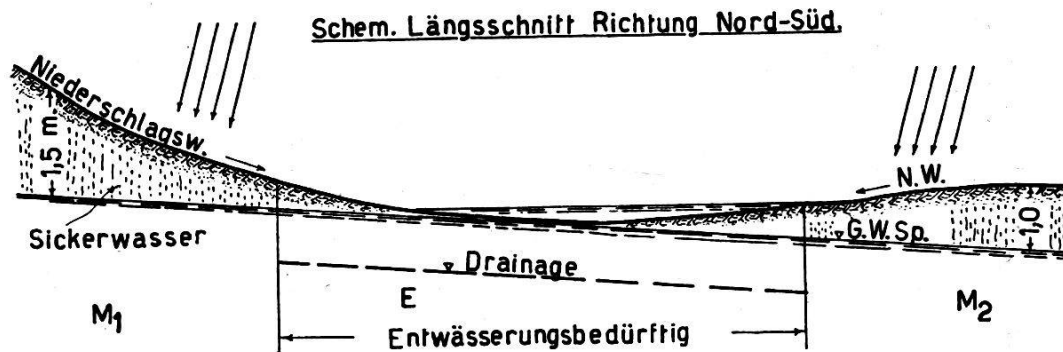 Schem. Längsschnitt Richtung Nord-Süd.
Niederschlagsw.
1,5 m.
N.W.
G.W.Sp.
1,0
Sickerwasser
Drainage
E
M1
M2
Entwässerungsbedürftig